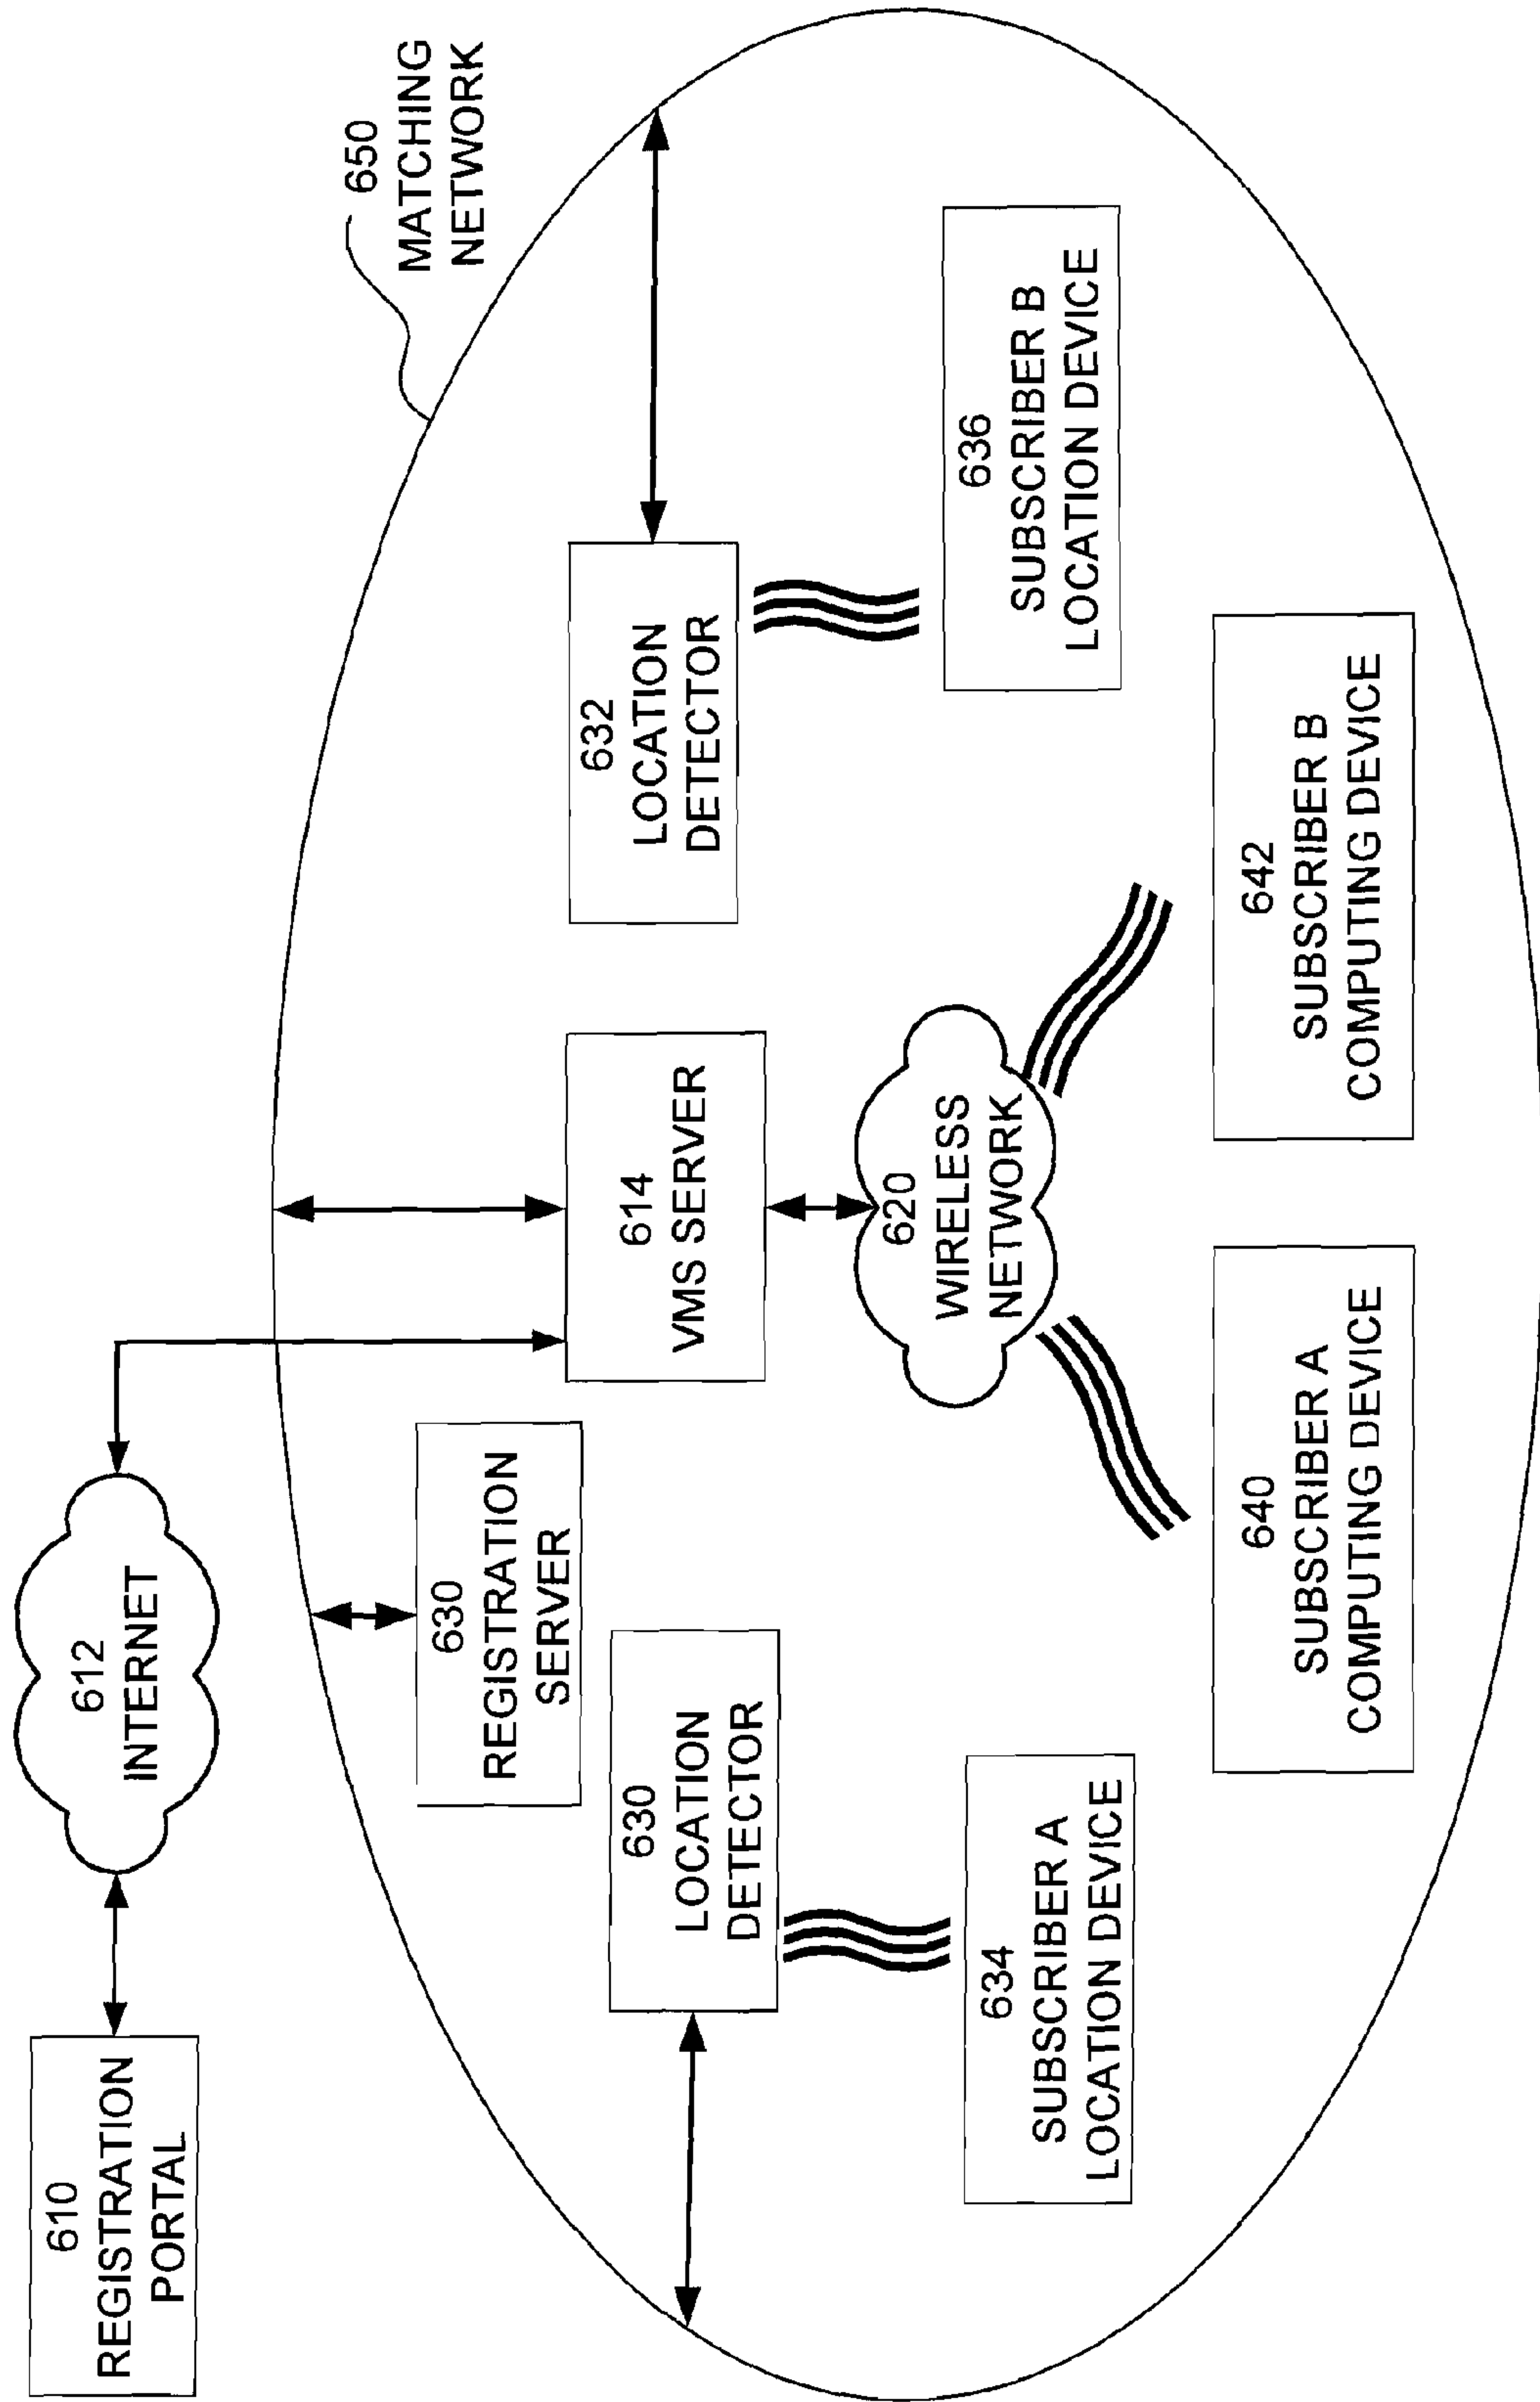 610
REGISTRATION
PORTAL
612
INTERNET
650
MATCHING
NETWORK
630
REGISTRATION
SERVER
614
VMS SERVER
630
LOCATION
DETECTOR
632
LOCATION
DETECTOR
620
WIRELESS
NETWORK
634
SUBSCRIBER A
LOCATION DEVICE
636
SUBSCRIBER B
LOCATION DEVICE
640
SUBSCRIBER A
COMPUTING DEVICE
642
SUBSCRIBER B
COMPUTING DEVICE